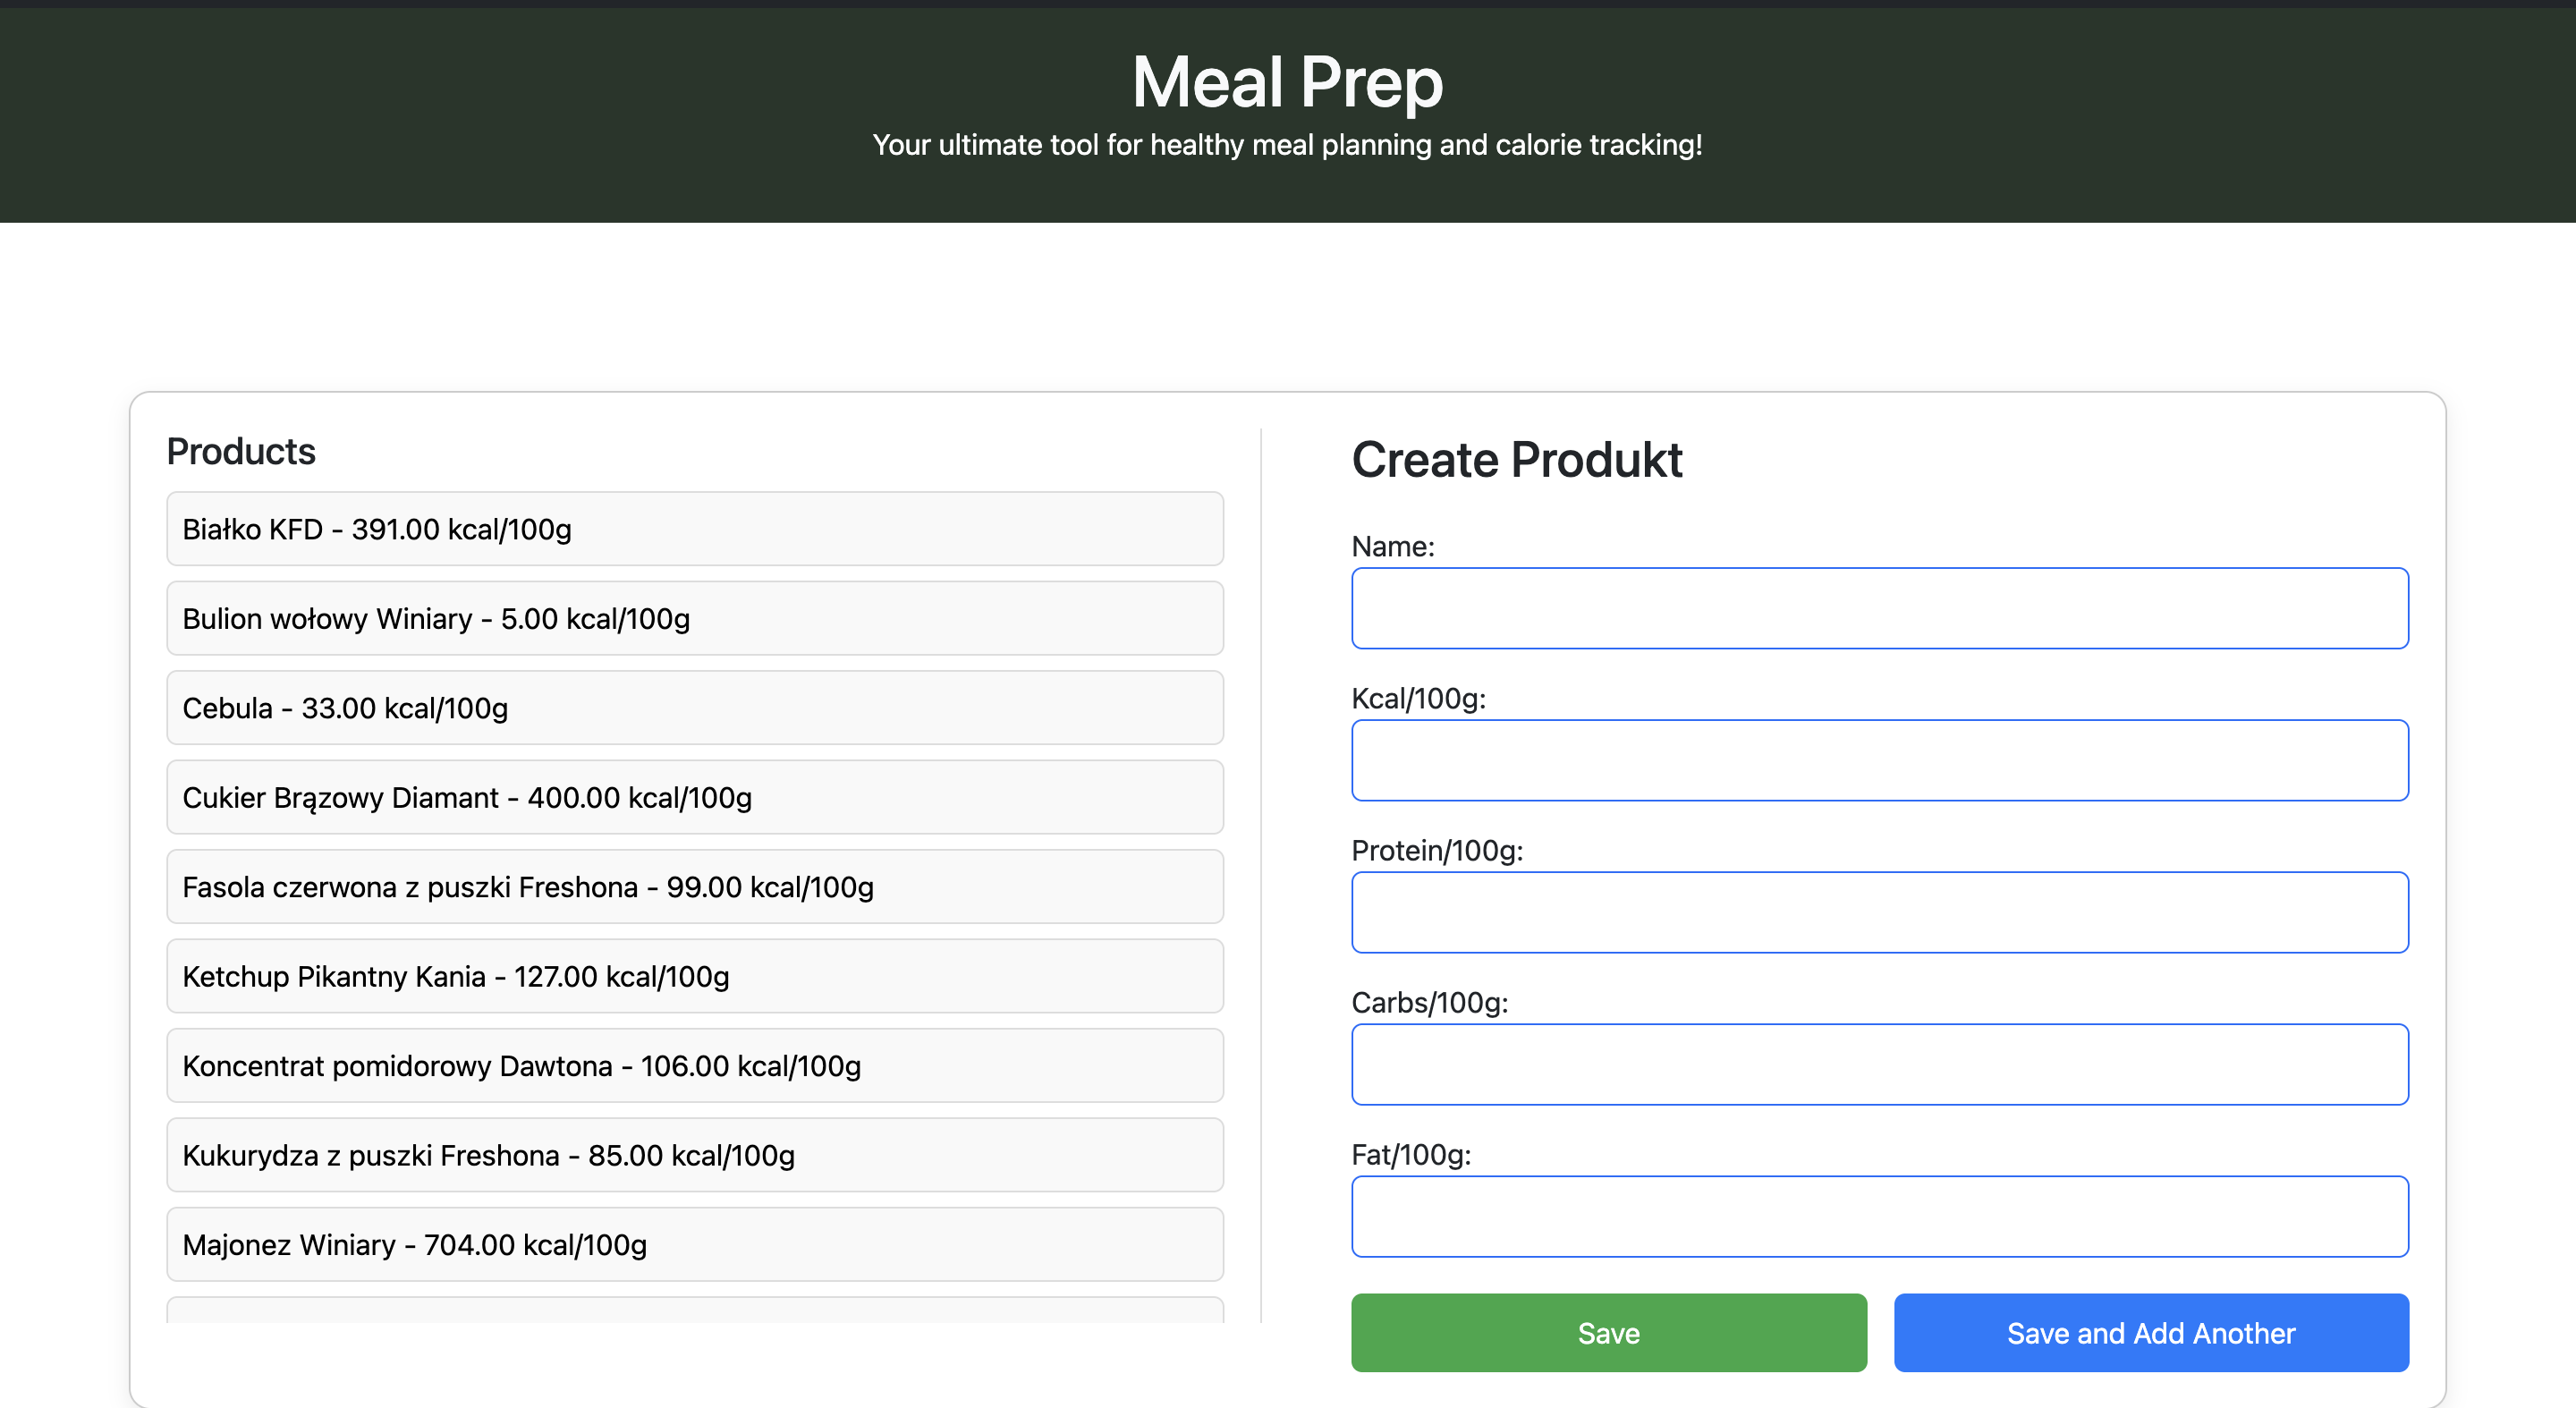 Meal Prep
Your ultimate tool for healthy meal planning and calorie tracking!
Products
Białko KFD - 391.00 kcal/100g
Bulion wołowy Winiary - 5.00 kcal/100g
Cebula - 33.00 kcal/100g
Cukier Brązowy Diamant - 400.00 kcal/100g
Fasola czerwona z puszki Freshona - 99.00 kcal/100g
Ketchup Pikantny Kania - 127.00 kcal/100g
Koncentrat pomidorowy Dawtona - 106.00 kcal/100g
Kukurydza z puszki Freshona - 85.00 kcal/100g
Majonez Winiary - 704.00 kcal/100g
Create Produkt
Name:
Kcal/100g:
Protein/100g:
Carbs/100g:
Fat/100g:
Save
Save and Add Another